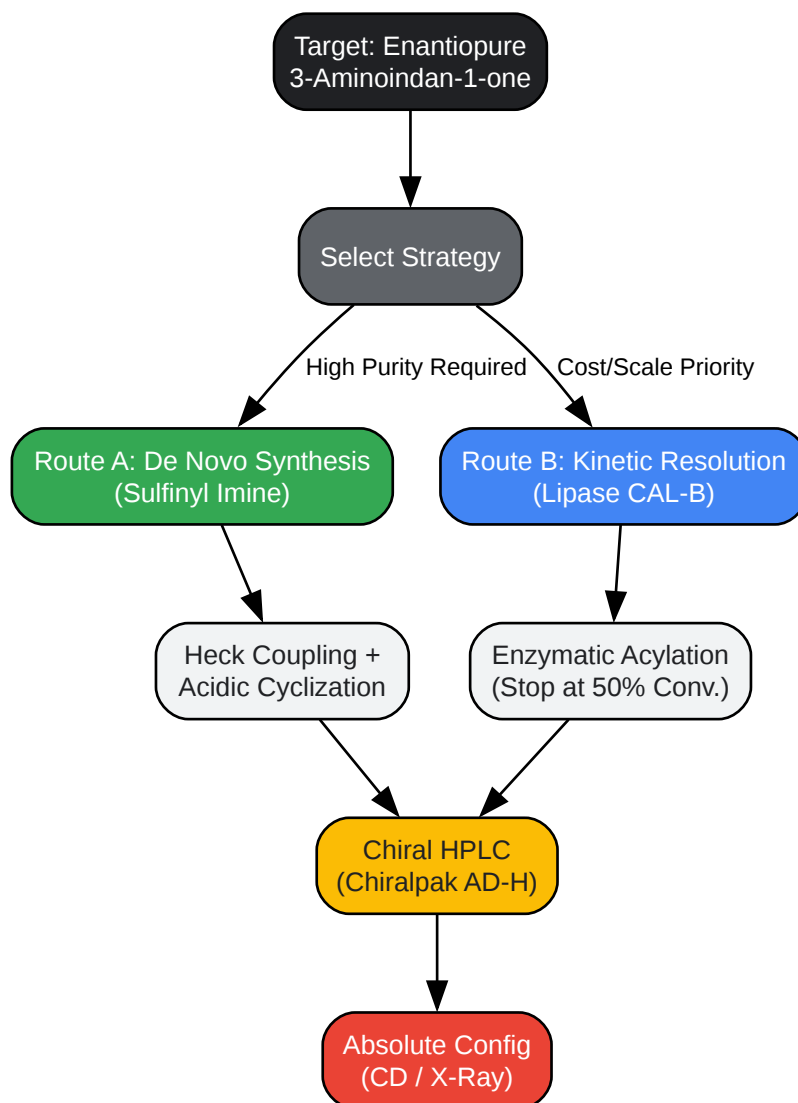 Target: Enantiopure
3-Aminoindan-1-one
Select Strategy
High Purity Required
Cost/Scale Priority
Route A: De Novo Synthesis
(Sulfinyl Imine)
Route B: Kinetic Resolution
(Lipase CAL-B)
Heck Coupling +
Acidic Cyclization
Enzymatic Acylation
(Stop at 50% Conv.)
Chiral HPLC
(Chiralpak AD-H)
Absolute Config
(CD / X-Ray)